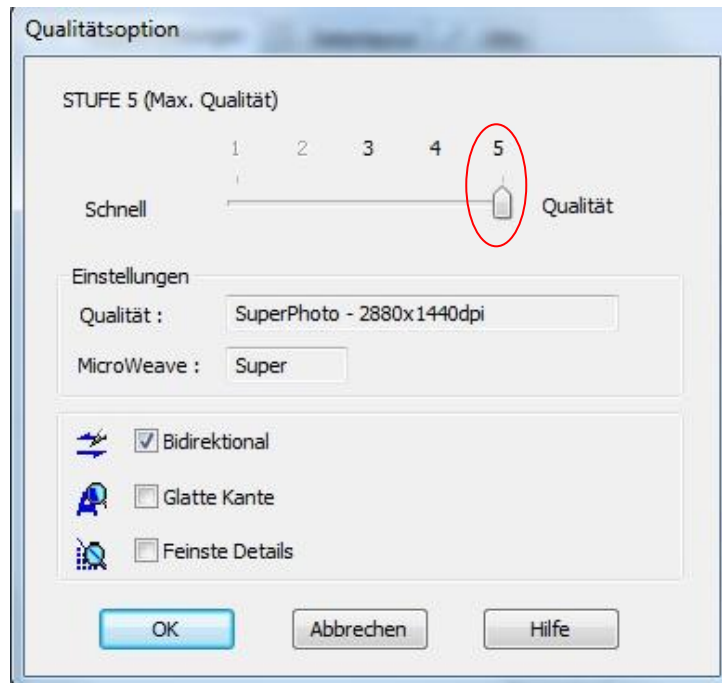 Qualitätsoption
STUFE 5 (Max. Qualität)
1 2 3 4 5
Schnell Qualität
Einstellungen
Qualität : SuperPhoto - 2880x1440dpi
MicroWeave : Super
Bidirektional
Glatte Kante
Feinste Details
OK Abbrechen Hilfe